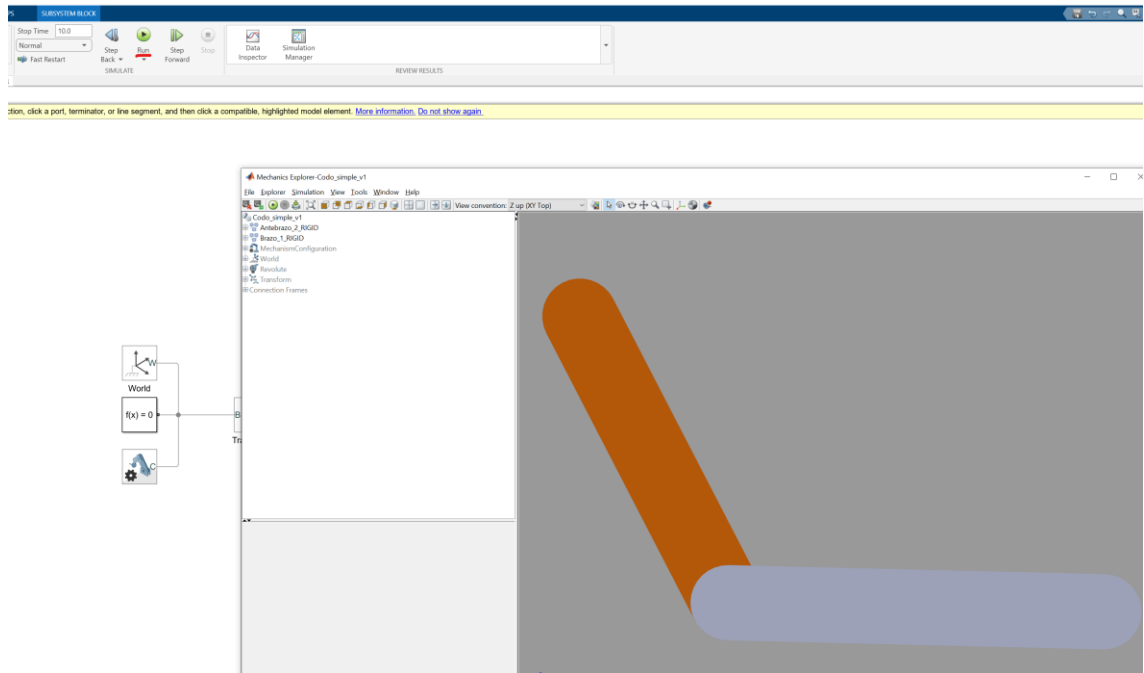 PS SUBSYSTEM BLOCK
Stop Time 10.0
Normal
Fast Restart
Step Back
Run
Step Forward
Stop
SIMULATE
Data Inspector
Simulation Manager
REVIEW RESULTS
ction, click a port, terminator, or line segment, and then click a compatible, highlighted model element. More information. Do not show again.
Mechanics Explorer-Codo_simple_v1
File Explorer Simulation View Tools Window Help
View convention: Z up (XY Top)
Codo_simple_v1
Antebrazo_2_RIGID
Brazo_1_RIGID
MechanismConfiguration
World
Revolute
Transform
Connection Frames
W
World
f(x) = 0
B
Tra
C